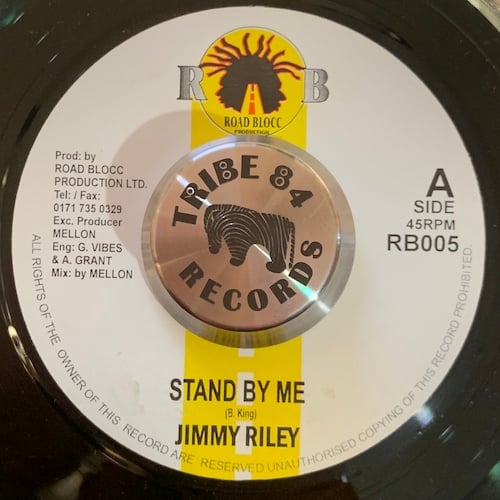 R B
ROAD BLOCC
PRODUCTION
Prod: by
ROAD BLOCC
PRODUCTION LTD.
Tel: / Fax:
0171 735 0329
Exc. Producer
MELLON
Eng: G. VIBES
& A. GRANT
Mix: by MELLON
TRIBE 84
RECORDS
A
SIDE
45RPM
RB005
STAND BY ME
(B. King)
JIMMY RILEY
ALL RIGHTS OF THE OWNER OF THIS RECORD ARE RESERVED UNAUTHORISED COPYING OF THIS RECORD PROHIBITED.